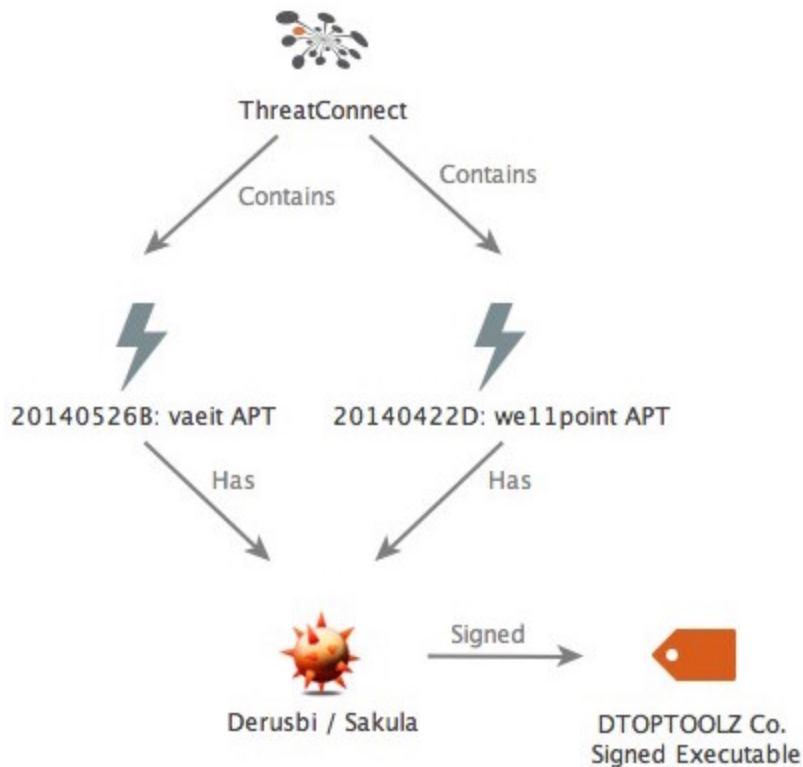 ThreatConnect
Contains
Contains
20140526B: vaeit APT
20140422D: we11point APT
Has
Has
Signed
Derusbi / Sakula
DTOPTOOLZ Co.
Signed Executable